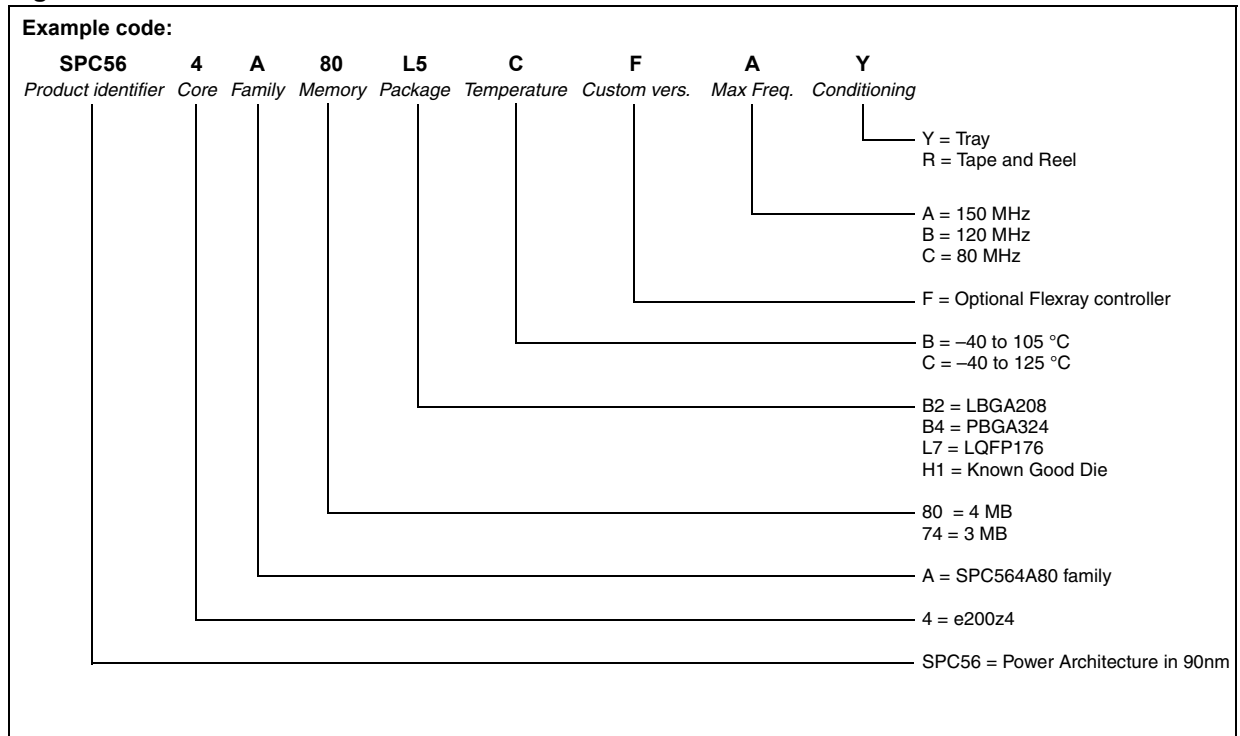 Example code:
SPC56 4 A 80 L5 C F A Y
Product identifier Core Family Memory Package Temperature Custom vers. Max Freq. Conditioning
Y = Tray
R = Tape and Reel
A = 150 MHz
B = 120 MHz
C = 80 MHz
F = Optional Flexray controller
B = –40 to 105 °C
C = –40 to 125 °C
B2 = LBGA208
B4 = PBGA324
L7 = LQFP176
H1 = Known Good Die
80 = 4 MB
74 = 3 MB
A = SPC564A80 family
4 = e200z4
SPC56 = Power Architecture in 90nm